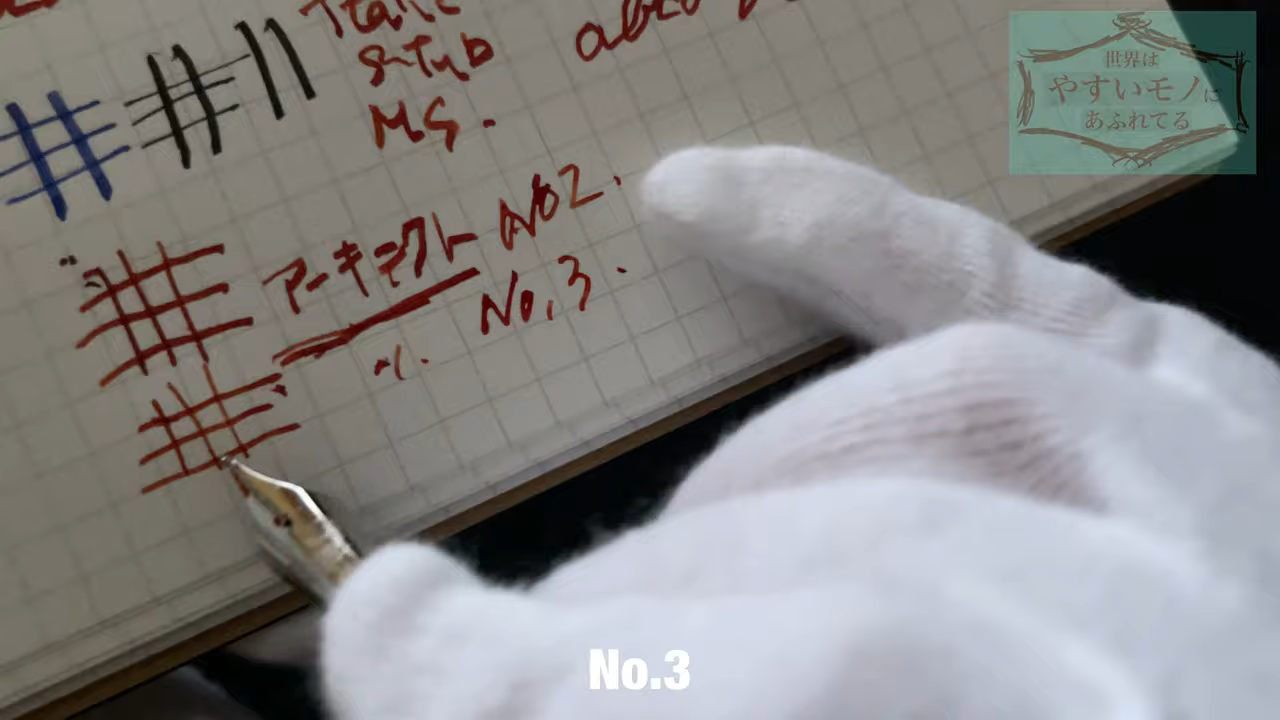 Italic
stub
MS.
アーキテクト No2.
No.3.
世界は
やすいモノに
あふれてる
No.3